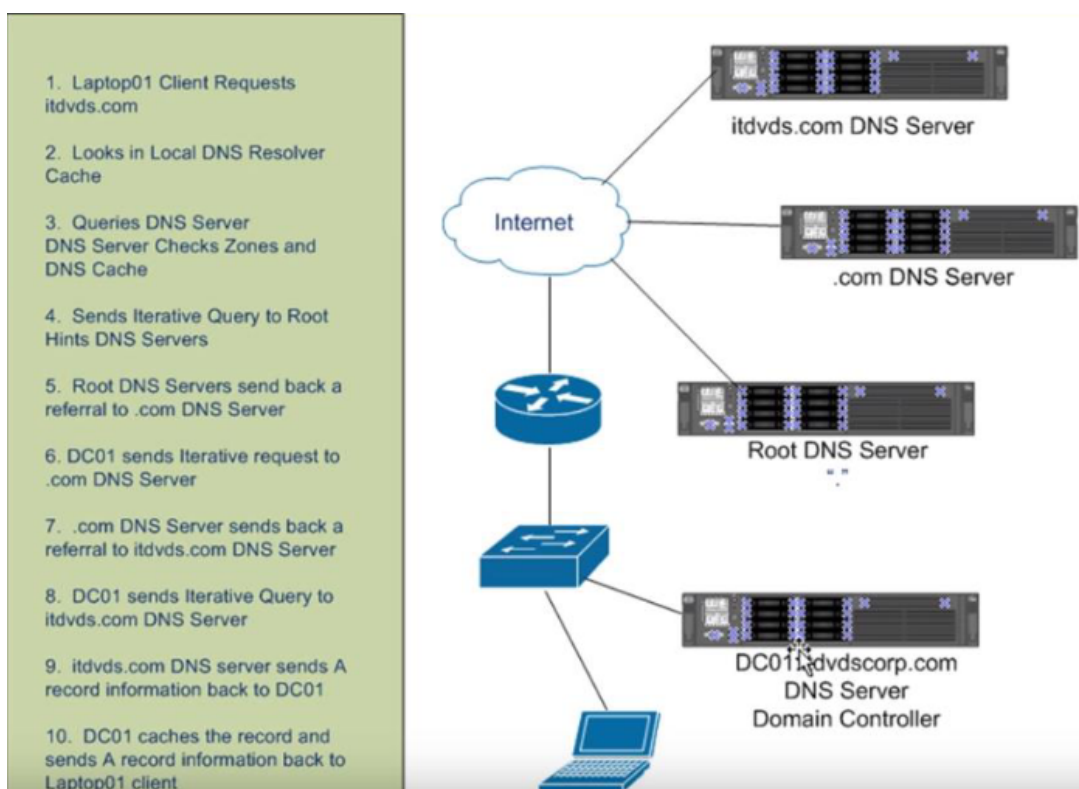 1. Laptop01 Client Requests
itdvds.com
2. Looks in Local DNS Resolver
Cache
3. Queries DNS Server
DNS Server Checks Zones and
DNS Cache
4. Sends Iterative Query to Root
Hints DNS Servers
5. Root DNS Servers send back a
referral to .com DNS Server
6. DC01 sends Iterative request to
.com DNS Server
7. .com DNS Server sends back a
referral to itdvds.com DNS Server
8. DC01 sends Iterative Query to
itdvds.com DNS Server
9. itdvds.com DNS server sends A
record information back to DC01
10. DC01 caches the record and
sends A record information back to
Laptop01 client
itdvds.com DNS Server
Internet
.com DNS Server
Root DNS Server
"."
DNS Server
Domain Controller